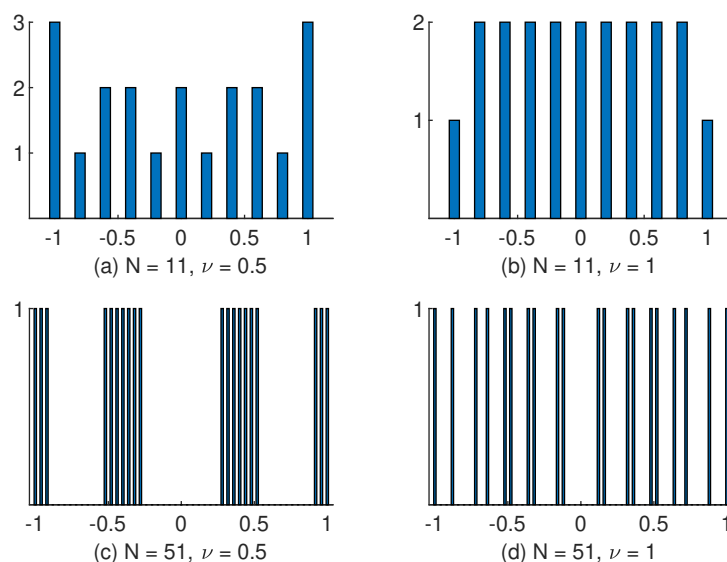 3
2
1
-1 -0.5 0 0.5 1
(a) N = 11, ν = 0.5
2
1
-1 -0.5 0 0.5 1
(b) N = 11, ν = 1
1
-1 -0.5 0 0.5 1
(c) N = 51, ν = 0.5
1
-1 -0.5 0 0.5 1
(d) N = 51, ν = 1